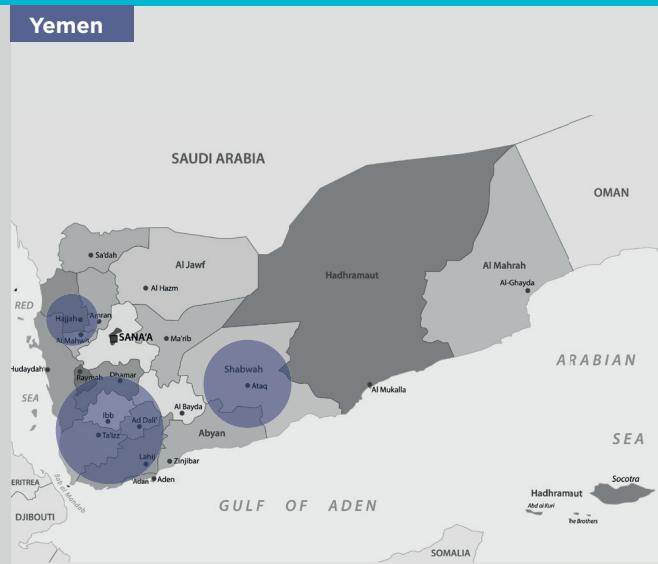 Yemen
SAUDI ARABIA
OMAN
Sa'dah
Al Jawf
Al Hazm
Hadhramaut
Al Mahrah
Al-Ghayda
RED
Hajjah
'Amran
SANA'A
Al Mahwit
Ma'rib
Hudaydah
Raymah
Dhamar
Shabwah
Ataq
ARABIAN
Al Mukalla
SEA
Al Bayda
Ibb
Ad Dali'
Ta'izz
Abyan
SEA
Lahij
Zinjibar
Adan
Aden
Bab al Mandab
ERITREA
GULF OF ADEN
Socotra
Hadhramaut
Abd al Kuri
The Brothers
DJIBOUTI
SOMALIA